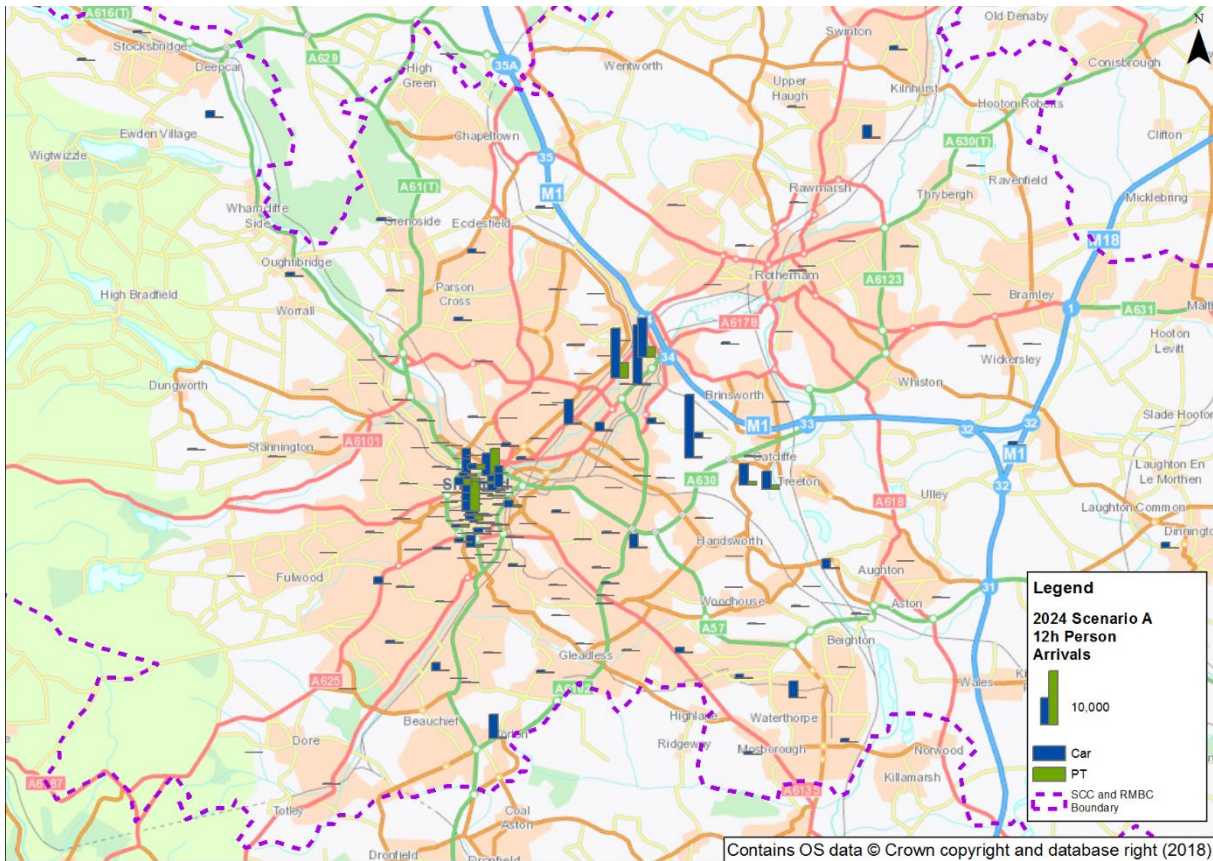 A616(T)
Stocksbridge
Deepcar
A629
High
Green
35A
Wentworth
Swinton
Old Denaby
N
Conisbrough
Upper
Haugh
Kilnhurst
Hooton Roberts
Ewden Village
Chapeltown
Clifton
Wigtwizzle
35
A630(T)
A61(T)
M1
Rawmarsh
Thrybergh
Ravenfield
Micklebring
Wharncliffe
Side
Grenoside
Ecclesfield
M18
Oughtibridge
Rotherham
A6123
High Bradfield
Parson
Cross
Bramley
Worrall
1
A631
A6178
Hooton
Levitt
34
Wickersley
Dungworth
Whiston
Brinsworth
Slade Hooton
M1
33
32
32
Stannington
A6101
M1
Catcliffe
Laughton En
Le Morthen
Treeton
A630
32
Ulley
A618
Laughton Common
Handsworth
Fulwood
Aughton
31
Woodhouse
Aston
A57
Beighton
Gleadless
A625
Wales
Beauchief
Highlane
Waterthorpe
Dore
Ridgeway
Mosborough
Norwood
Killamarsh
Totley
Coal
Aston
Dronfield
Dronfield
Legend
2024 Scenario A
12h Person
Arrivals
10,000
Car
PT
SCC and RMBC
Boundary
Contains OS data © Crown copyright and database right (2018)